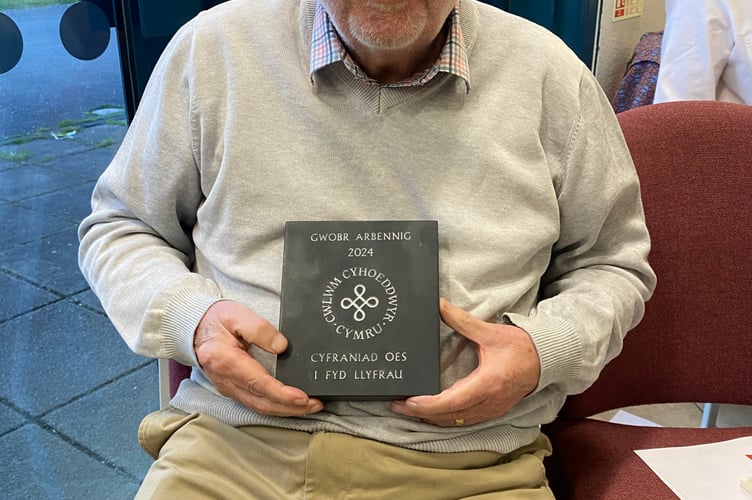 GWOBR ARBENNIG
2024
CWLWM CYHOEDDWYR
· CYMRU ·
CYFRANIAD OES
I FYD LLYFRAU